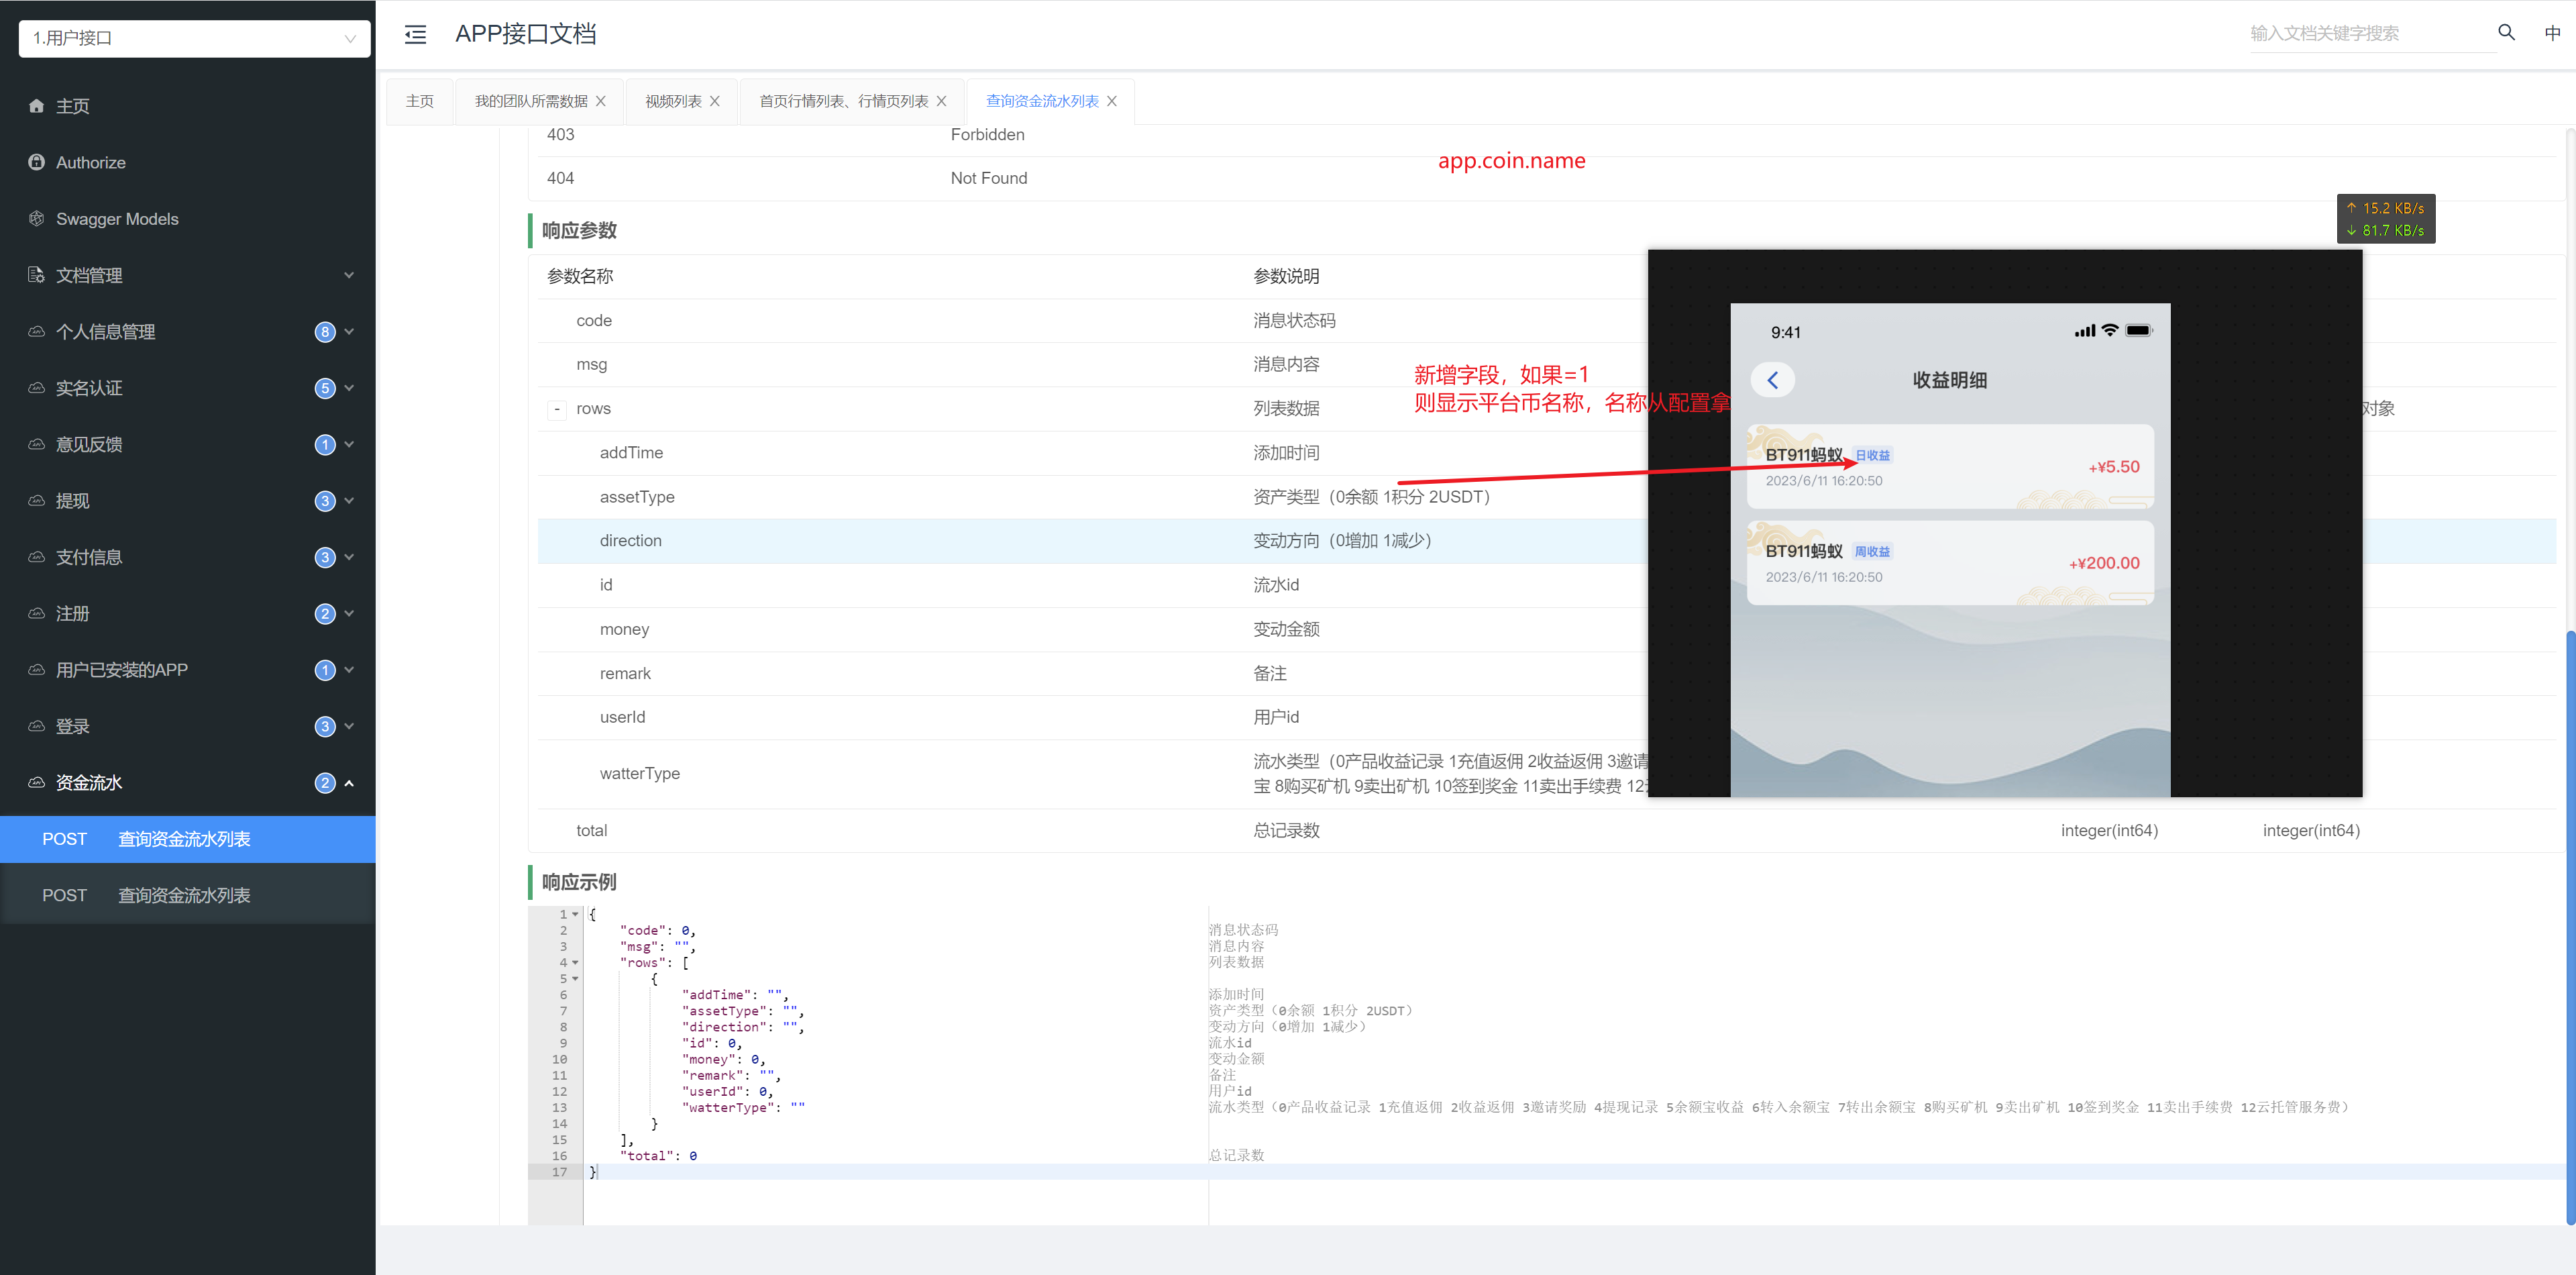 1.用户接口
APP接口文档
输入文档关键字搜索
中
主页
Authorize
Swagger Models
文档管理
个人信息管理 8
实名认证 5
意见反馈 1
提现 3
支付信息 3
注册 2
用户已安装的APP 1
登录 3
资金流水 2
POST 查询资金流水列表
POST 查询资金流水列表
主页 我的团队所需数据 视频列表 首页行情列表、行情页列表 查询资金流水列表
403 Forbidden
app.coin.name
404 Not Found
↑ 15.2 KB/s
↓ 81.7 KB/s
响应参数
参数名称 参数说明
code 消息状态码
msg 消息内容
新增字段，如果=1
则显示平台币名称，名称从配置拿
- rows 列表数据 对象
addTime 添加时间
assetType 资产类型（0余额 1积分 2USDT）
direction 变动方向（0增加 1减少）
id 流水id
money 变动金额
remark 备注
userId 用户id
watterType 流水类型（0产品收益记录 1充值返佣 2收益返佣 3邀请
宝 8购买矿机 9卖出矿机 10签到奖金 11卖出手续费 12
total 总记录数 integer(int64) integer(int64)
9:41
收益明细
BT911蚂蚁 日收益
+¥5.50
2023/6/11 16:20:50
BT911蚂蚁 周收益
+¥200.00
2023/6/11 16:20:50
响应示例
1 {
2 "code": 0, 消息状态码
3 "msg": "", 消息内容
4 "rows": [ 列表数据
5 {
6 "addTime": "", 添加时间
7 "assetType": "", 资产类型（0余额 1积分 2USDT）
8 "direction": "", 变动方向（0增加 1减少）
9 "id": 0, 流水id
10 "money": 0, 变动金额
11 "remark": "", 备注
12 "userId": 0, 用户id
13 "watterType": "" 流水类型（0产品收益记录 1充值返佣 2收益返佣 3邀请奖励 4提现记录 5余额宝收益 6转入余额宝 7转出余额宝 8购买矿机 9卖出矿机 10签到奖金 11卖出手续费 12云托管服务费）
14 }
15 ],
16 "total": 0 总记录数
17 }